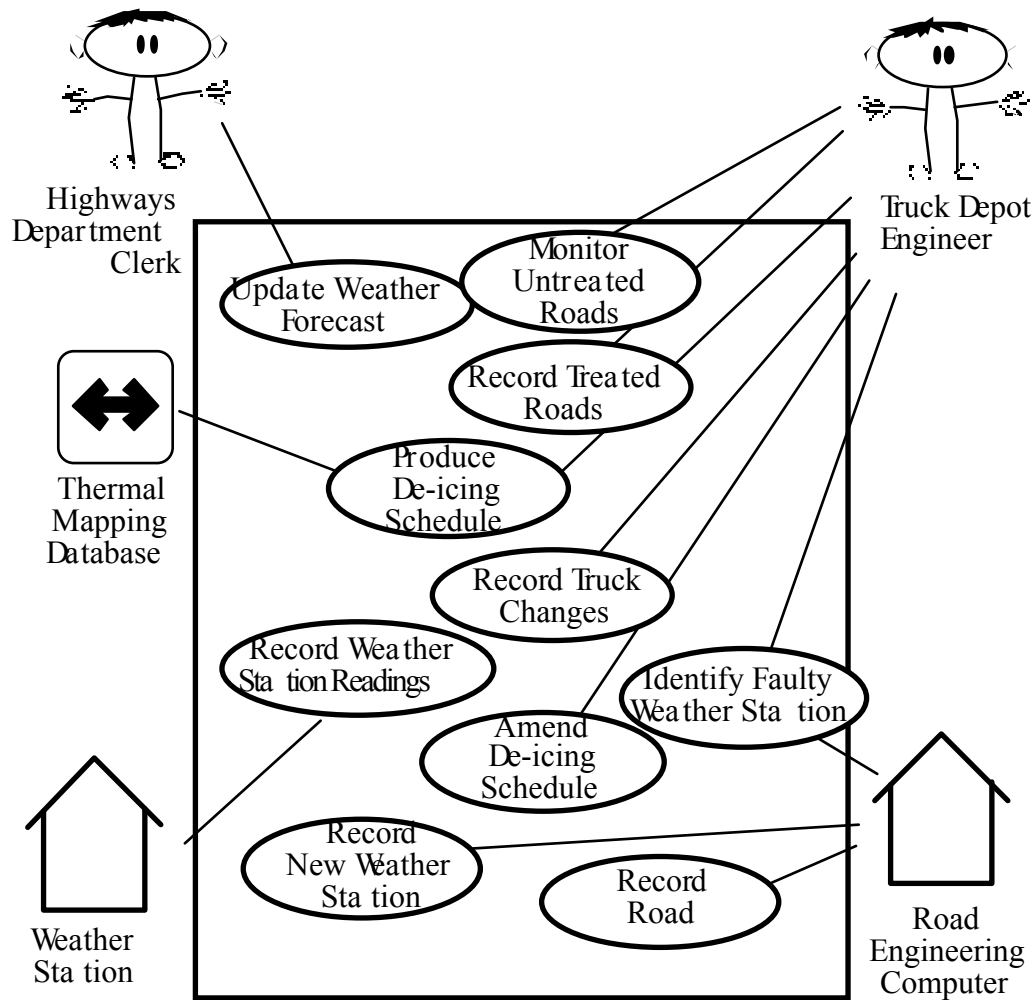 Highways
Department
Clerk
Truck Depot
Engineer
Monitor
Untreated
Roads
Update Weather
Forecast
Record Treated
Roads
Produce
De-icing
Schedule
Thermal
Mapping
Database
Record Truck
Changes
Record Weather
Station Readings
Identify Faulty
Weather Station
Amend
De-icing
Schedule
Record
New Weather
Station
Record
Road
Weather
Station
Road
Engineering
Computer